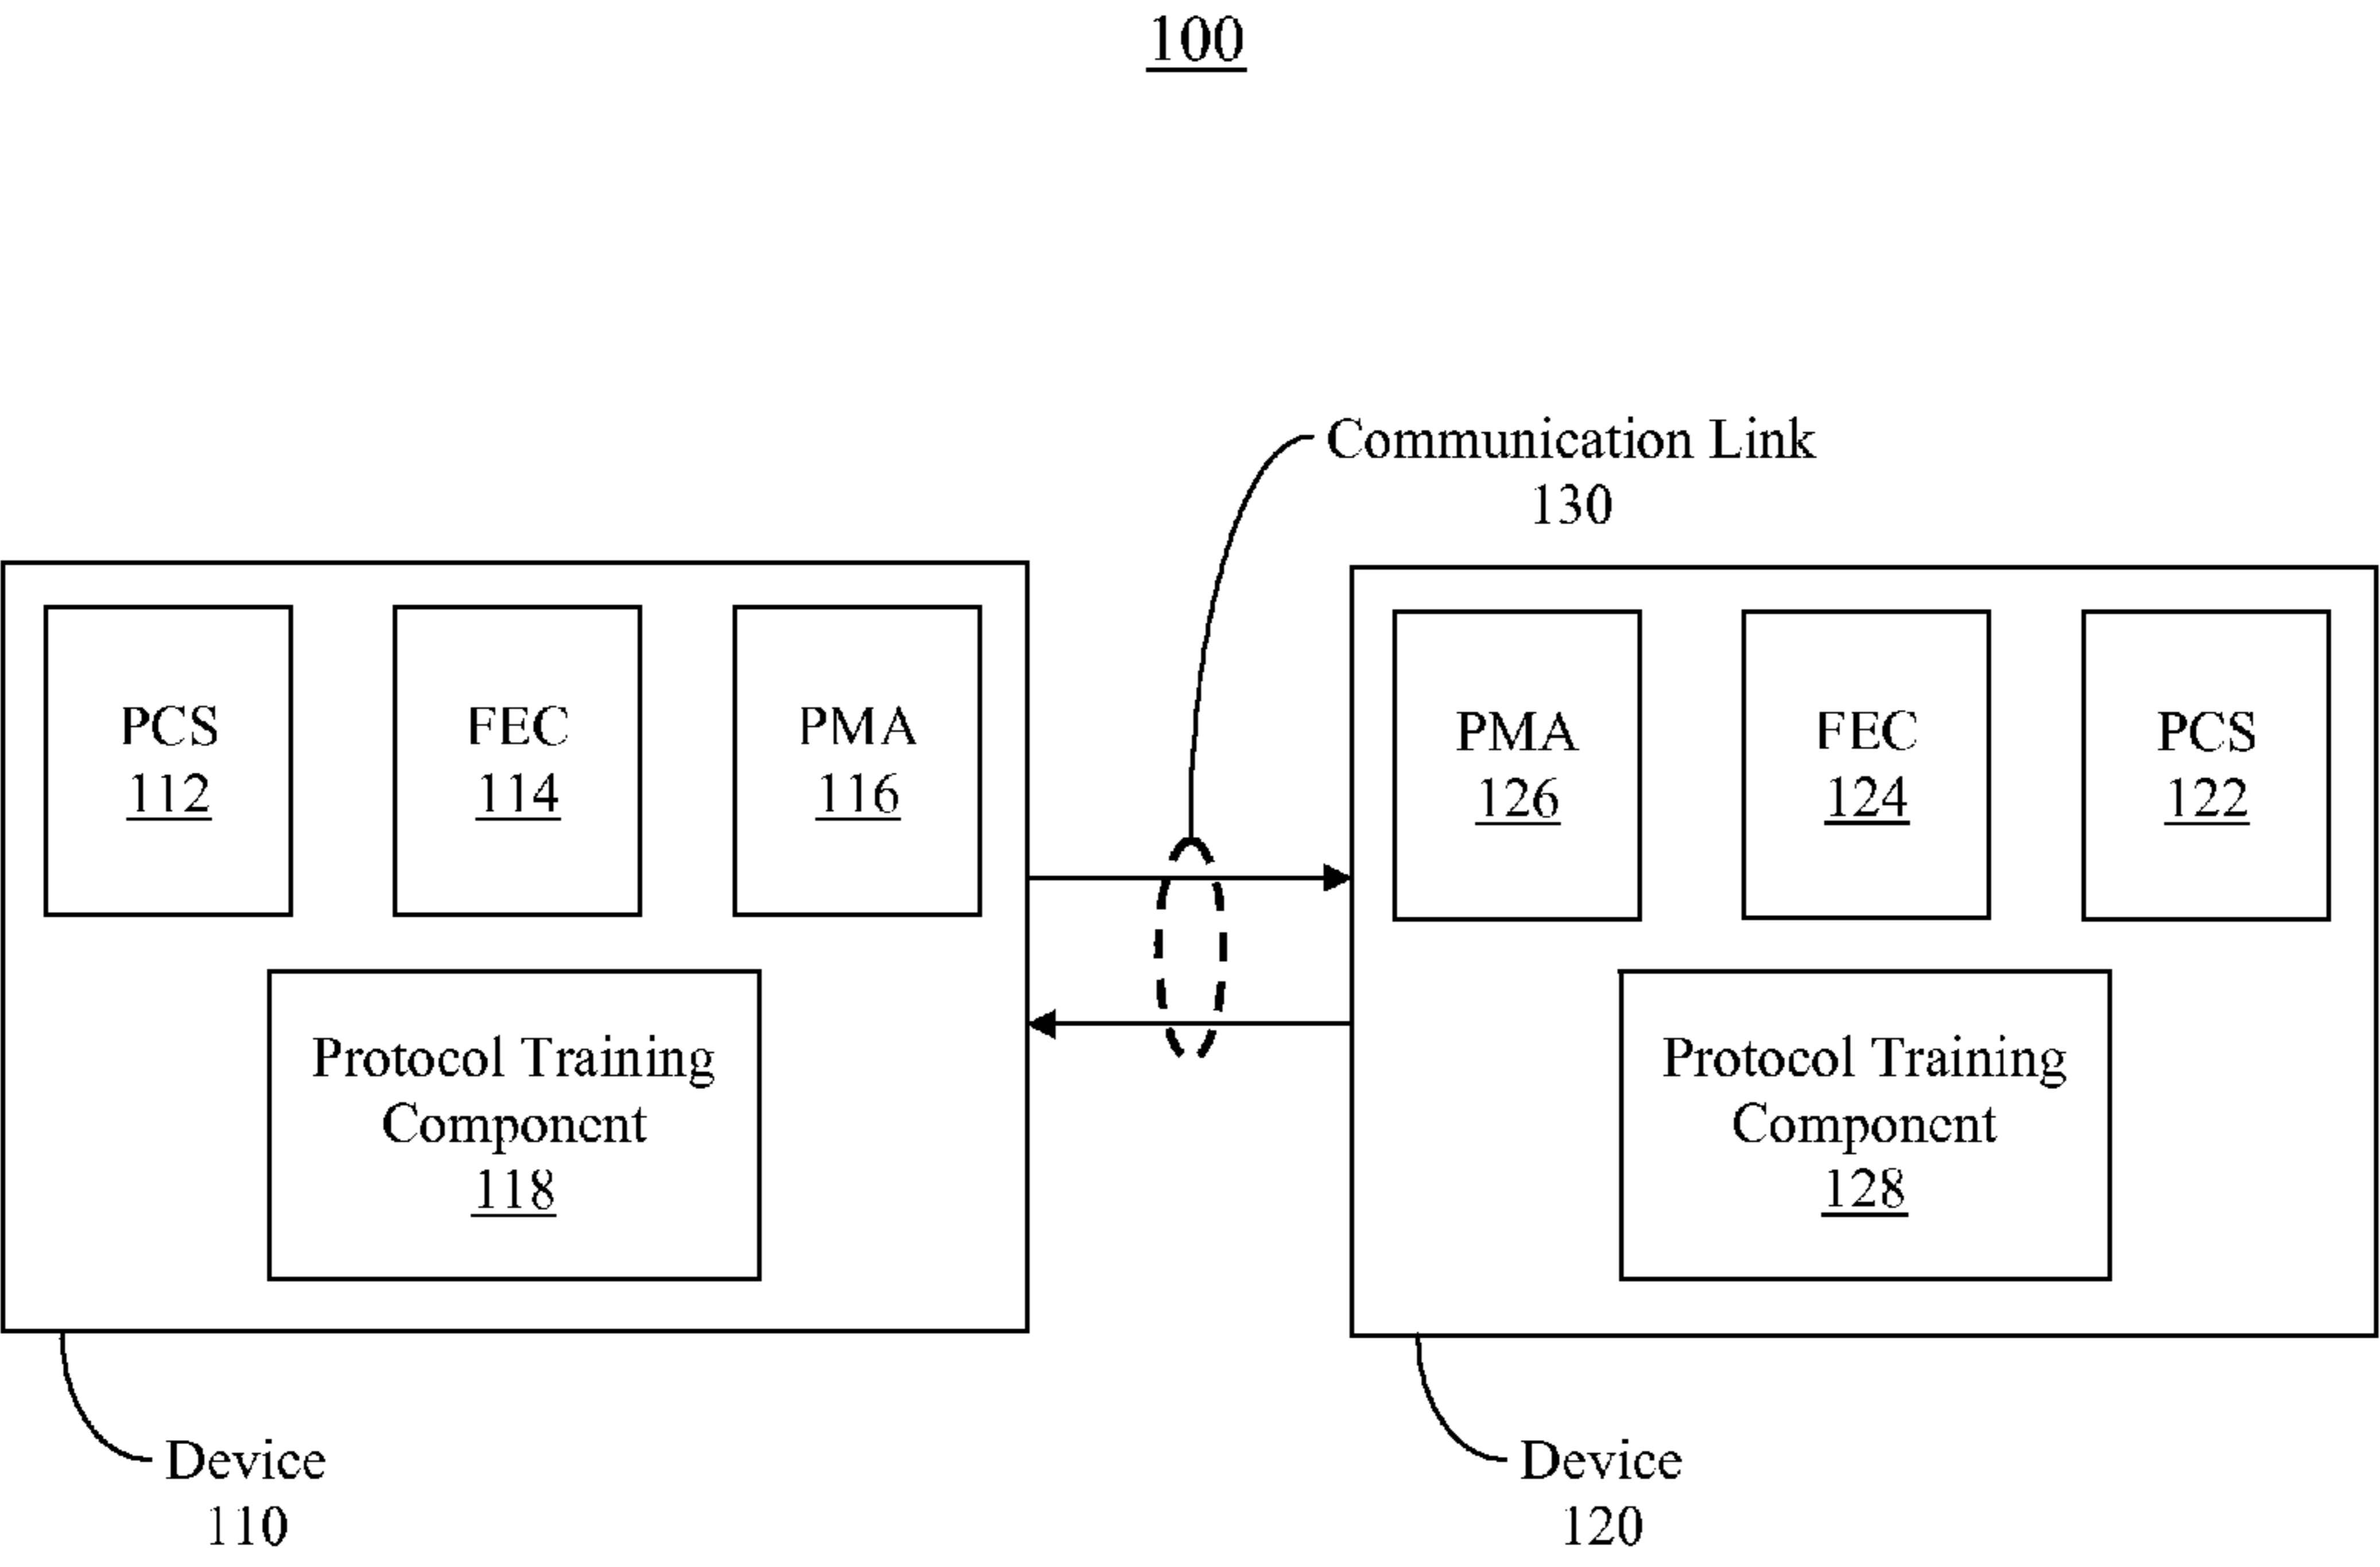 100
Communication Link
130
PCS
112
FEC
114
PMA
116
PMA
126
FEC
124
PCS
122
Protocol Training
Component
118
Protocol Training
Component
128
Device
110
Device
120